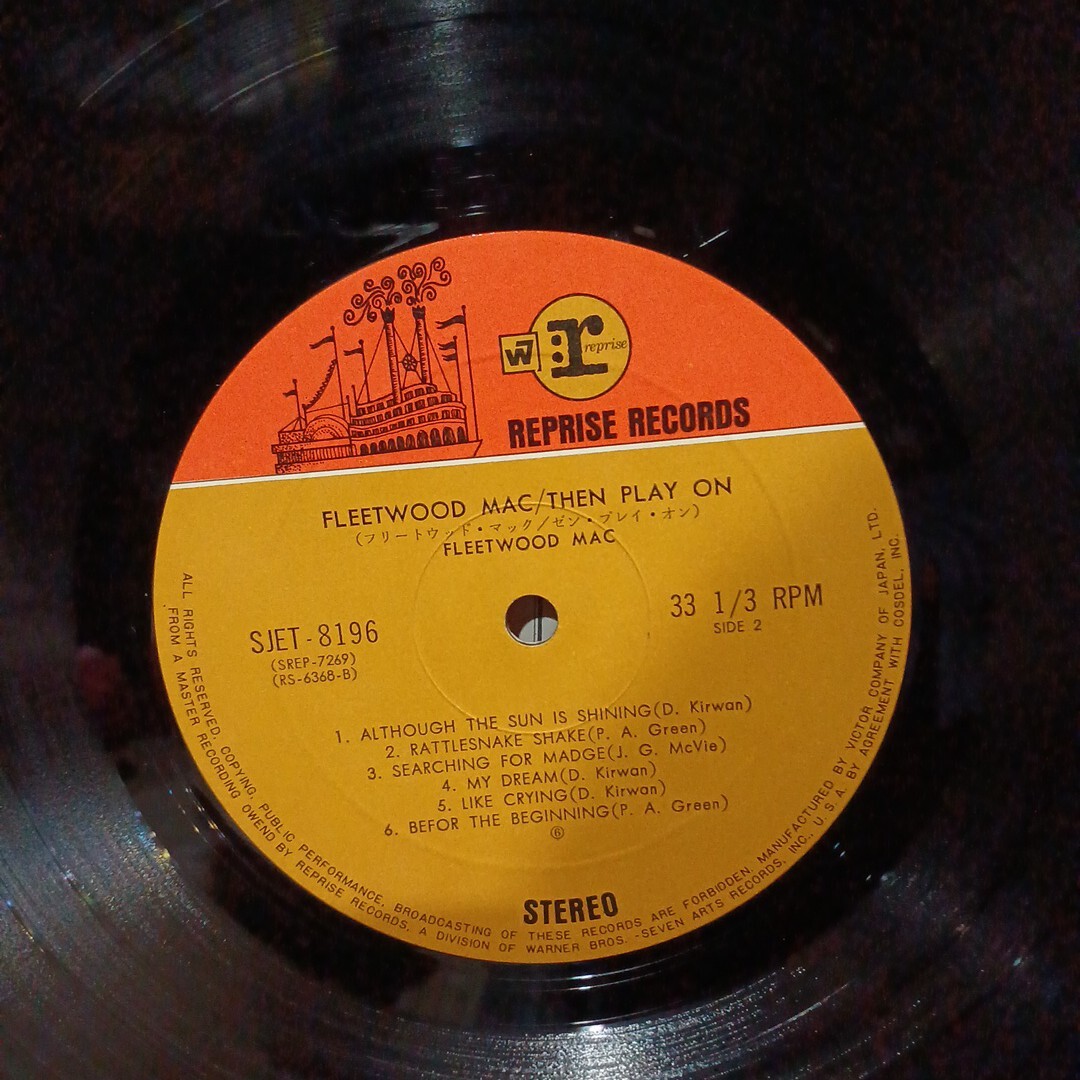 W7
r reprise
REPRISE RECORDS
FLEETWOOD MAC/THEN PLAY ON
(フリートウッド・マック/ゼン・プレイ・オン)
FLEETWOOD MAC
SJET-8196
(SREP-7269)
(RS-6368-B)
33 1/3 RPM
SIDE 2
1. ALTHOUGH THE SUN IS SHINING(D. Kirwan)
2. RATTLESNAKE SHAKE(P. A. Green)
3. SEARCHING FOR MADGE(J. G. McVie)
4. MY DREAM(D. Kirwan)
5. LIKE CRYING(D. Kirwan)
6. BEFOR THE BEGINNING(P. A. Green)
⑥
STEREO
ALL RIGHTS RESERVED. COPYING, PUBLIC PERFORMANCE, BROADCASTING OF THESE RECORDS ARE FORBIDDEN. MANUFACTURED BY VICTOR COMPANY OF JAPAN, LTD.
FROM A MASTER RECORDING OWEND BY REPRISE RECORDS, A DIVISION OF WARNER BROS. -SEVEN ARTS RECORDS, INC., U. S. A. BY AGREEMENT WITH COSDEL, INC.